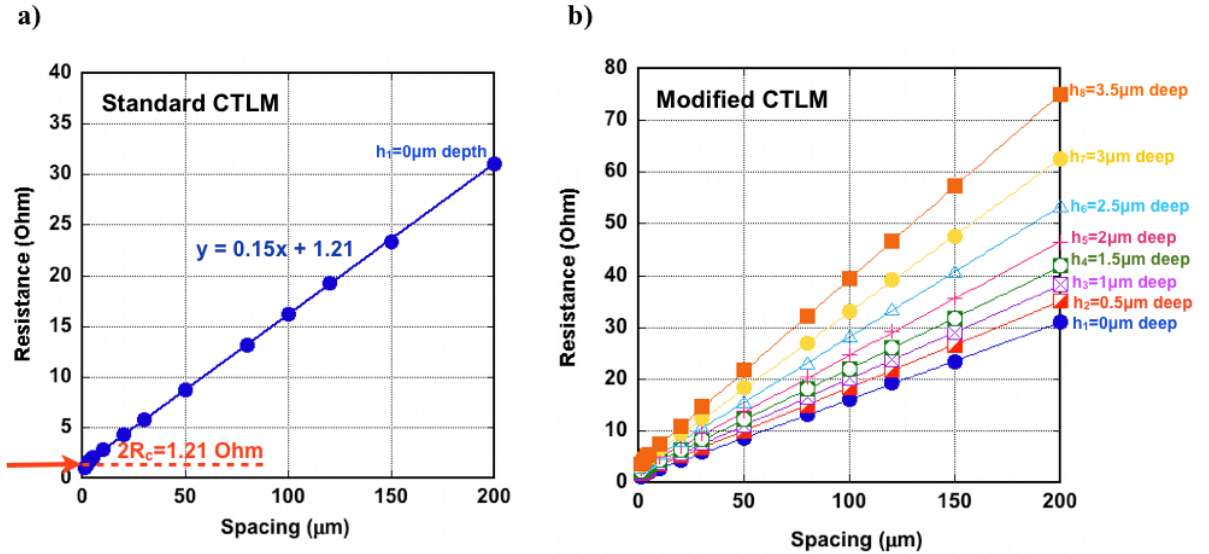 a)
40
35
30
25
20
15
10
5
0
Resistance (Ohm)
Standard CTLM
h₁=0μm depth
y = 0.15x + 1.21
2Rc=1.21 Ohm
0 50 100 150 200
Spacing (μm)
b)
80
70
60
50
40
30
20
10
0
Resistance (Ohm)
Modified CTLM
h₈=3.5μm deep
h₇=3μm deep
h₆=2.5μm deep
h₅=2μm deep
h₄=1.5μm deep
h₃=1μm deep
h₂=0.5μm deep
h₁=0μm deep
0 50 100 150 200
Spacing (μm)